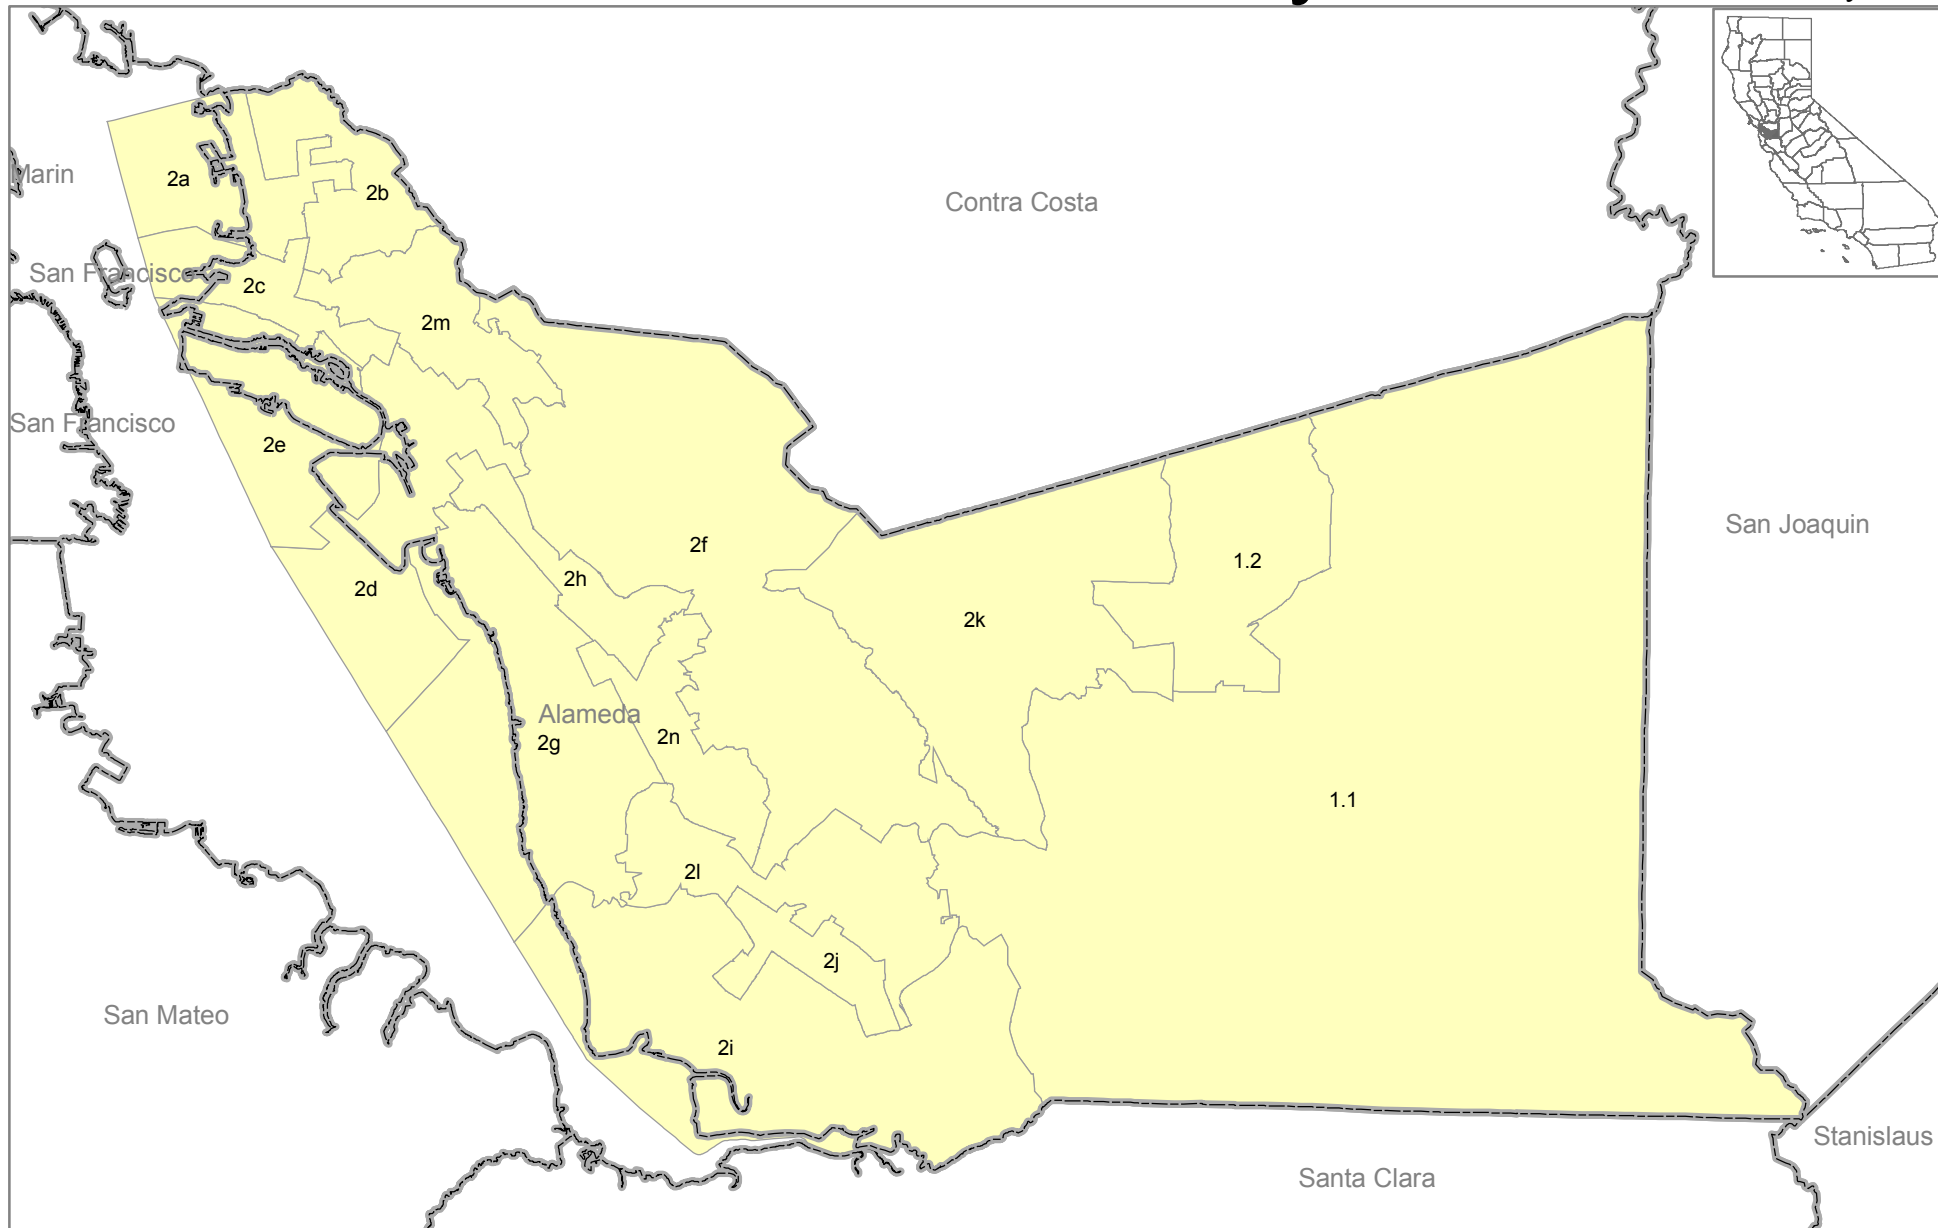 Marin
2a
2b
Contra Costa
San Francisco
2c
2m
San Francisco
2e
San Joaquin
2f
1.2
2h
2d
2k
Alameda
2g
2n
1.1
2l
2j
San Mateo
2i
Stanislaus
Santa Clara